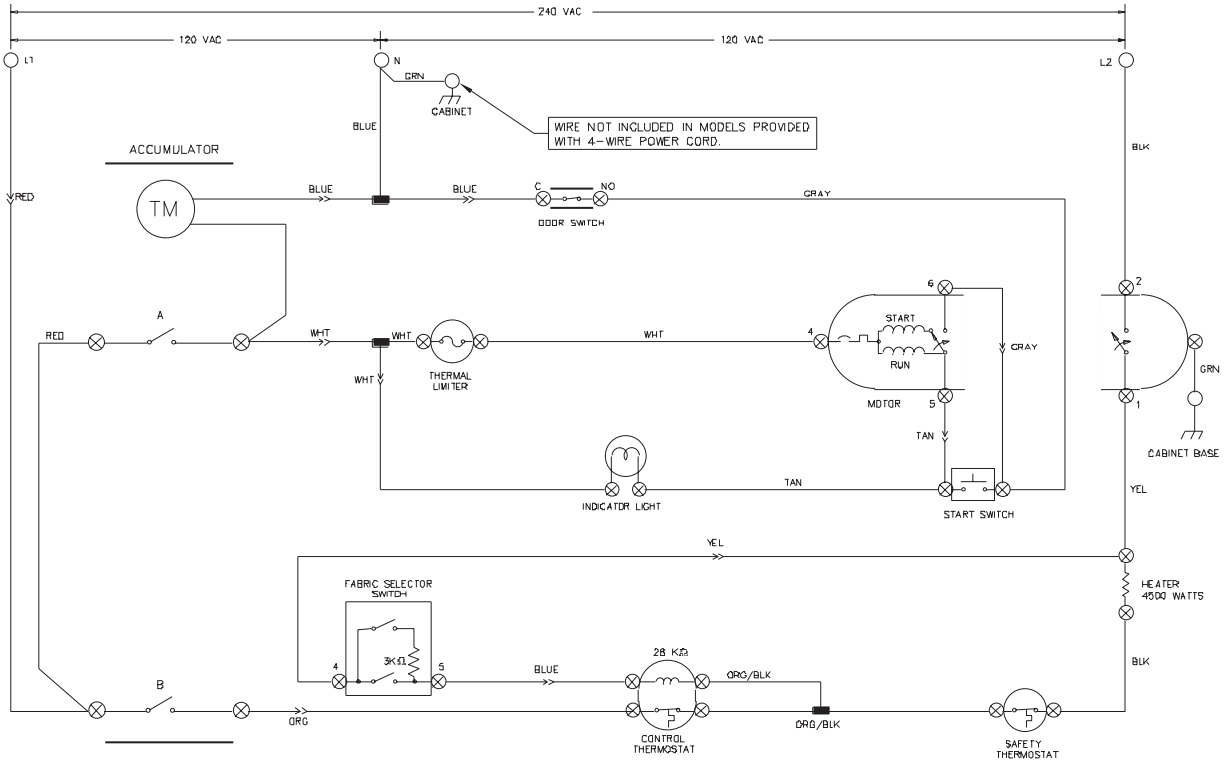 240 VAC
120 VAC
120 VAC
L1
N
L2
GRN
CABINET
BLUE
WIRE NOT INCLUDED IN MODELS PROVIDED
WITH 4-WIRE POWER CORD.
BLK
ACCUMULATOR
RED
TM
BLUE
BLUE
C
NO
GRAY
DOOR SWITCH
6
2
A
START
RED
WHT
WHT
WHT
4
GRAY
RUN
GRN
THERMAL
LIMITER
WHT
MOTOR
5
1
TAN
CABINET BASE
INDICATOR LIGHT
TAN
START SWITCH
YEL
YEL
FABRIC SELECTOR
SWITCH
HEATER
4500 WATTS
3KΩ
4
5
BLUE
28 KΩ
ORG/BLK
BLK
B
ORG
ORG/BLK
CONTROL
THERMOSTAT
SAFETY
THERMOSTAT